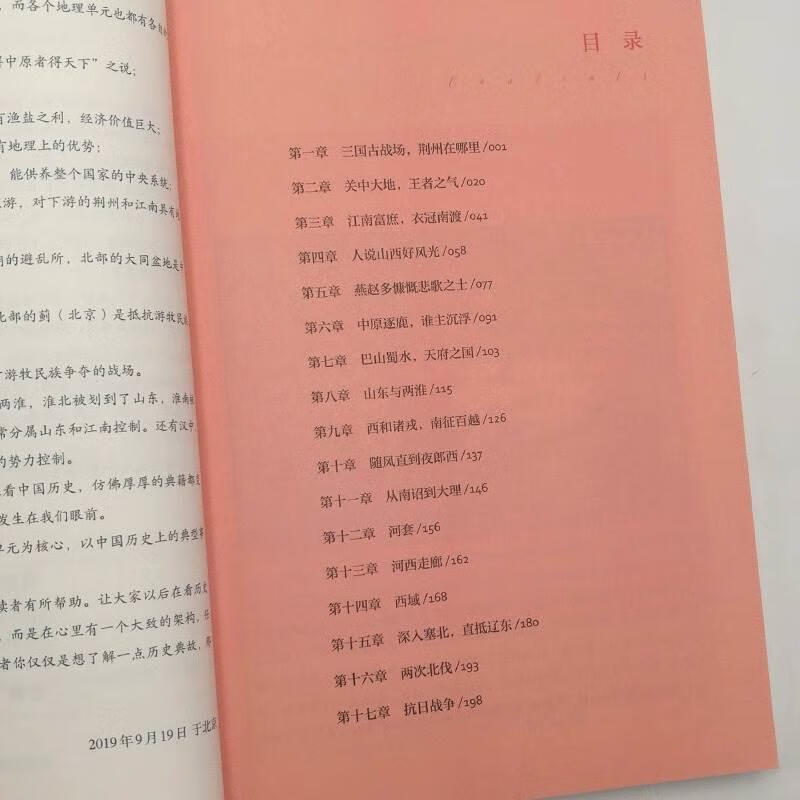 而各个地理单元也都有各自
中原者得天下”之说；
有渔盐之利，经济价值巨大；
有地理上的优势；
能供养整个国家的中央系统；
游，对下游的荆州和江南具有
的避乱所，北部的大同盆地是
北部的蓟（北京）是抵抗游牧民族
游牧民族争夺的战场。
两淮，淮北被划到了山东，淮南
常分属山东和江南控制。还有汉中
的势力控制。
看中国历史，仿佛厚厚的典籍都
发生在我们眼前。
单元为核心，以中国历史上的典型
读者有所帮助。让大家以后在看历史
，而是在心里有一个大致的架构，任
者你仅仅是想了解一点历史典故，那
2019年9月19日 于北京
目录
Contents
第一章 三国古战场，荆州在哪里/001
第二章 关中大地，王者之气/020
第三章 江南富庶，衣冠南渡/041
第四章 人说山西好风光/058
第五章 燕赵多慷慨悲歌之士/077
第六章 中原逐鹿，谁主沉浮/091
第七章 巴山蜀水，天府之国/103
第八章 山东与两淮/115
第九章 西和诸戎，南征百越/126
第十章 随风直到夜郎西/137
第十一章 从南诏到大理/146
第十二章 河套/156
第十三章 河西走廊/162
第十四章 西域/168
第十五章 深入塞北，直抵辽东/180
第十六章 两次北伐/193
第十七章 抗日战争/198